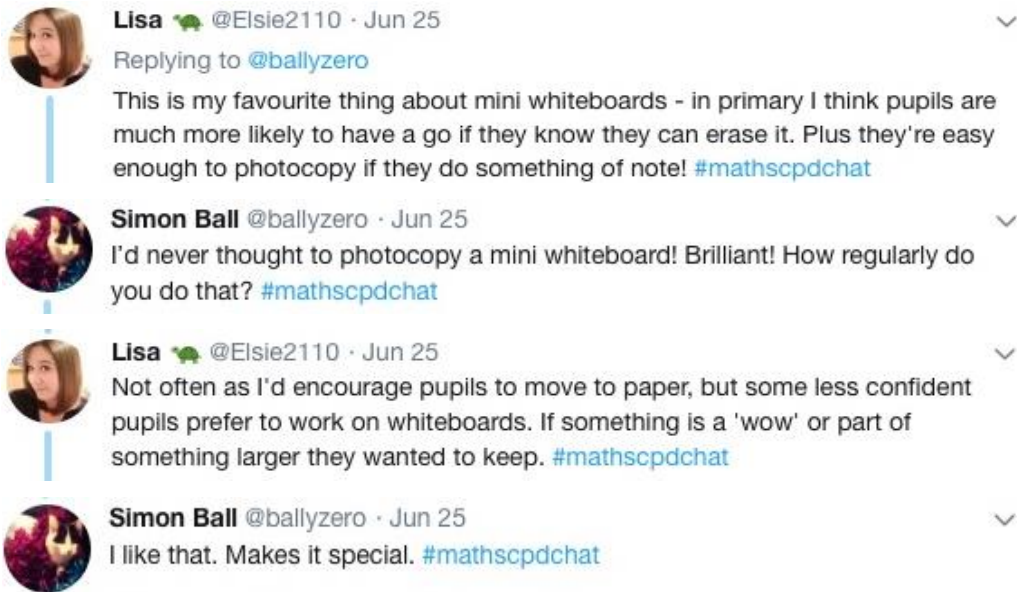 Lisa 🐢 @Elsie2110 · Jun 25
Replying to @ballyzero
This is my favourite thing about mini whiteboards - in primary I think pupils are
much more likely to have a go if they know they can erase it. Plus they're easy
enough to photocopy if they do something of note! #mathscpdchat
Simon Ball @ballyzero · Jun 25
I'd never thought to photocopy a mini whiteboard! Brilliant! How regularly do
you do that? #mathscpdchat
Lisa 🐢 @Elsie2110 · Jun 25
Not often as I'd encourage pupils to move to paper, but some less confident
pupils prefer to work on whiteboards. If something is a 'wow' or part of
something larger they wanted to keep. #mathscpdchat
Simon Ball @ballyzero · Jun 25
I like that. Makes it special. #mathscpdchat